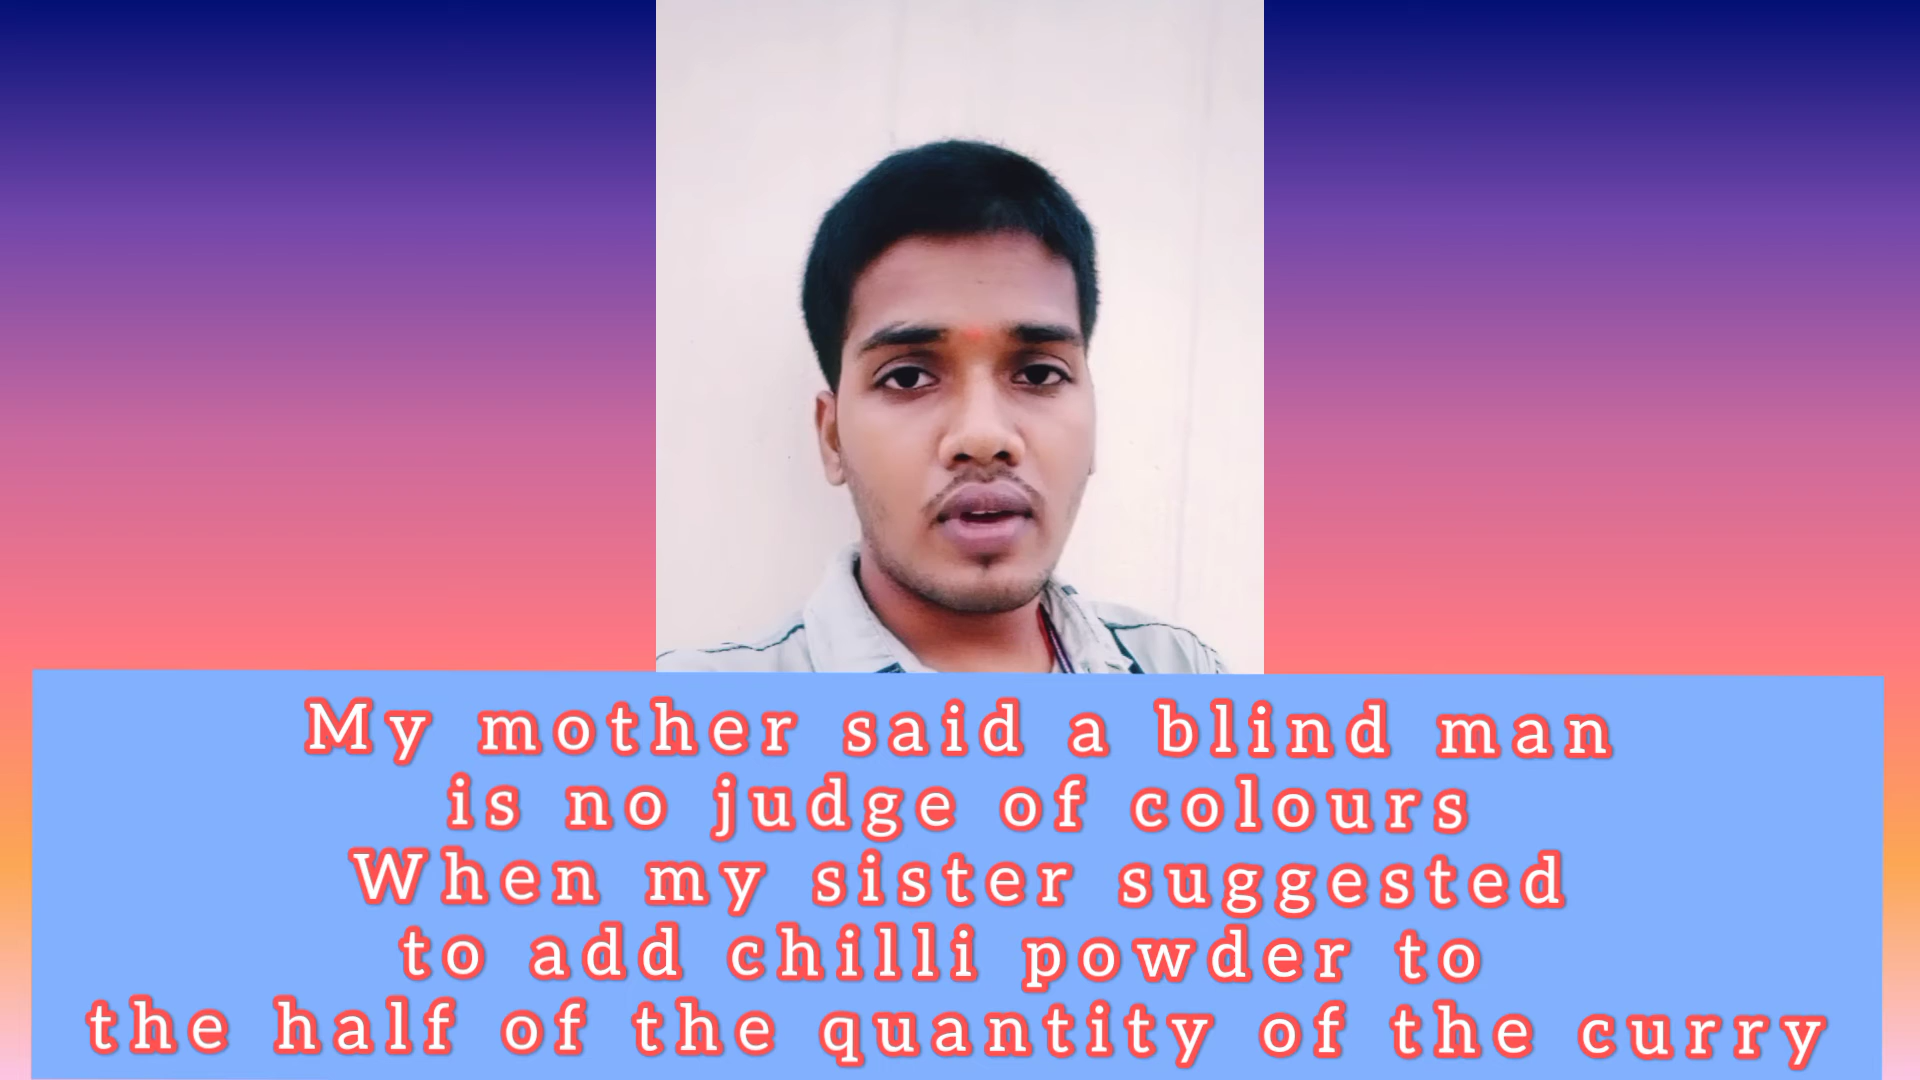 My mother said a blind man
is no judge of colours
When my sister suggested
to add chilli powder to
the half of the quantity of the curry